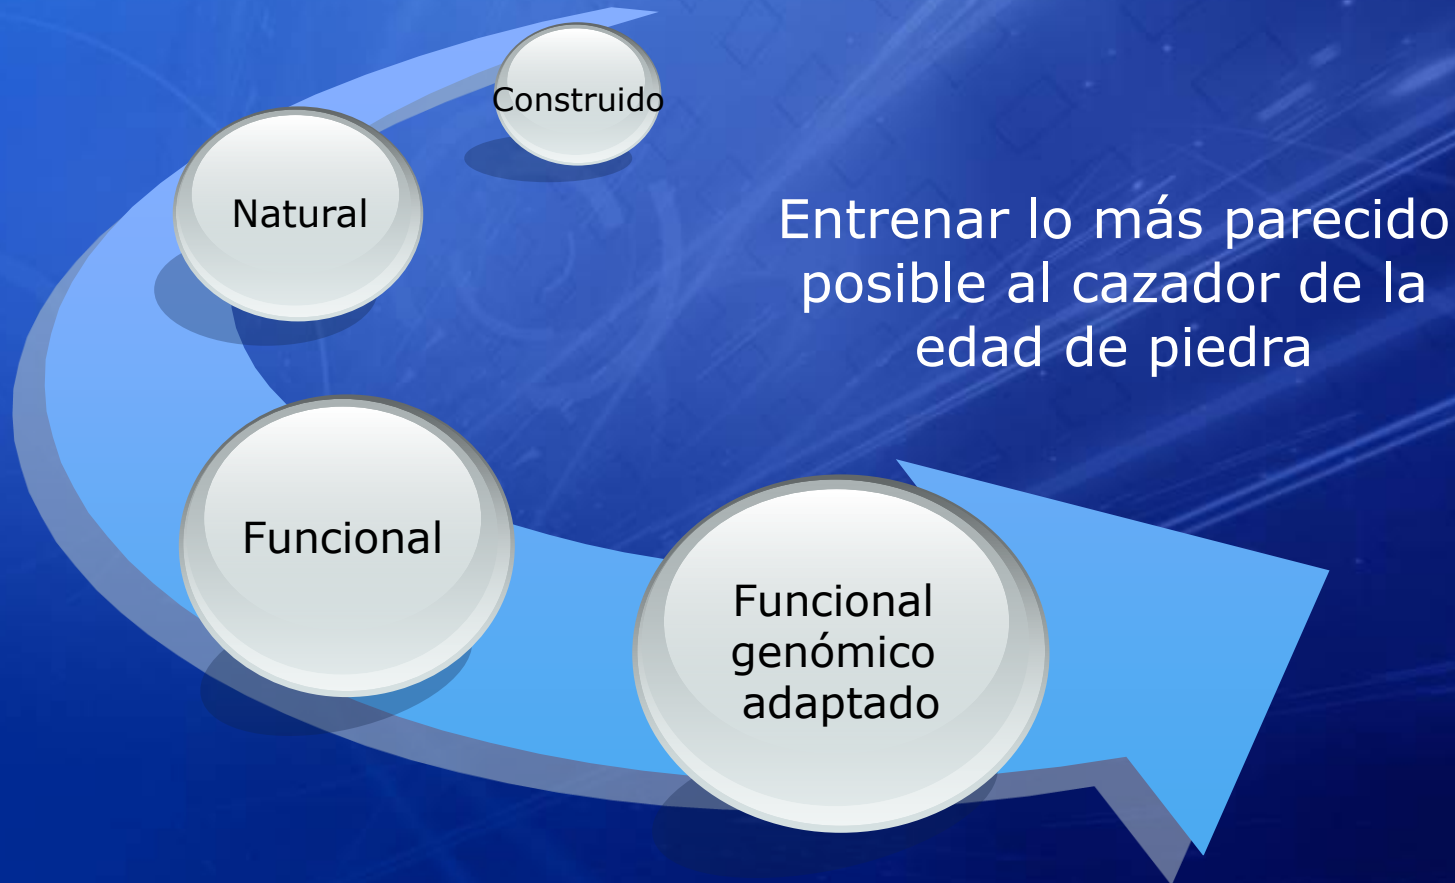 Construido
Natural
Entrenar lo más parecido
posible al cazador de la
edad de piedra
Funcional
Funcional
genómico
adaptado